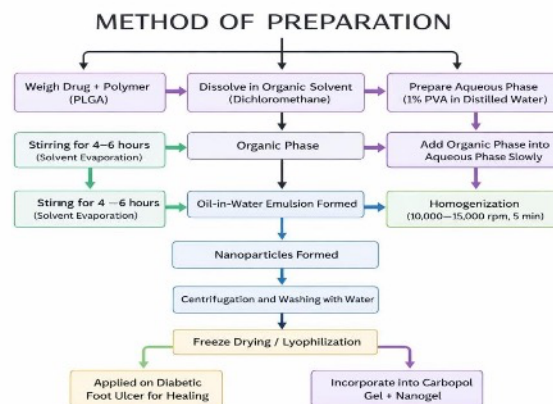 METHOD OF PREPARATION
Weigh Drug + Polymer
(PLGA)
Dissolve in Organic Solvent
(Dichloromethane)
Prepare Aqueous Phase
(1% PVA in Distilled Water)
Stirring for 4–6 hours
(Solvent Evaporation)
Organic Phase
Add Organic Phase into
Aqueous Phase Slowly
Stirring for 4 –6 hours
(Solvent Evaporation)
Oil-in-Water Emulsion Formed
Homogenization
(10,000—15,000 rpm, 5 min)
Nanoparticles Formed
Centrifugation and Washing with Water
Freeze Drying / Lyophilization
Applied on Diabetic
Foot Ulcer for Healing
Incorporate into Carbopol
Gel + Nanogel